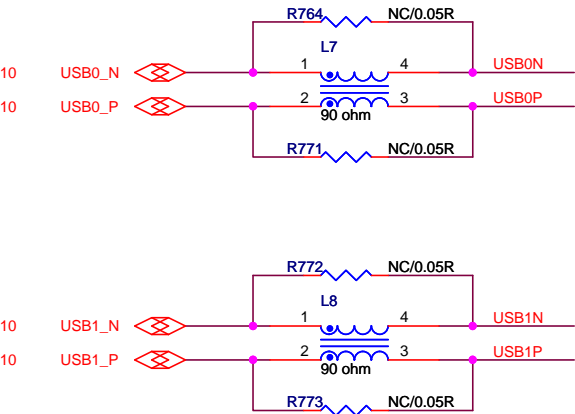 R764 NC/0.05R
L7
10 USB0_N 1 4 USB0N
10 USB0_P 2 3 USB0P
90 ohm
R771 NC/0.05R
R772 NC/0.05R
L8
10 USB1_N 1 4 USB1N
10 USB1_P 2 3 USB1P
90 ohm
R773 NC/0.05R